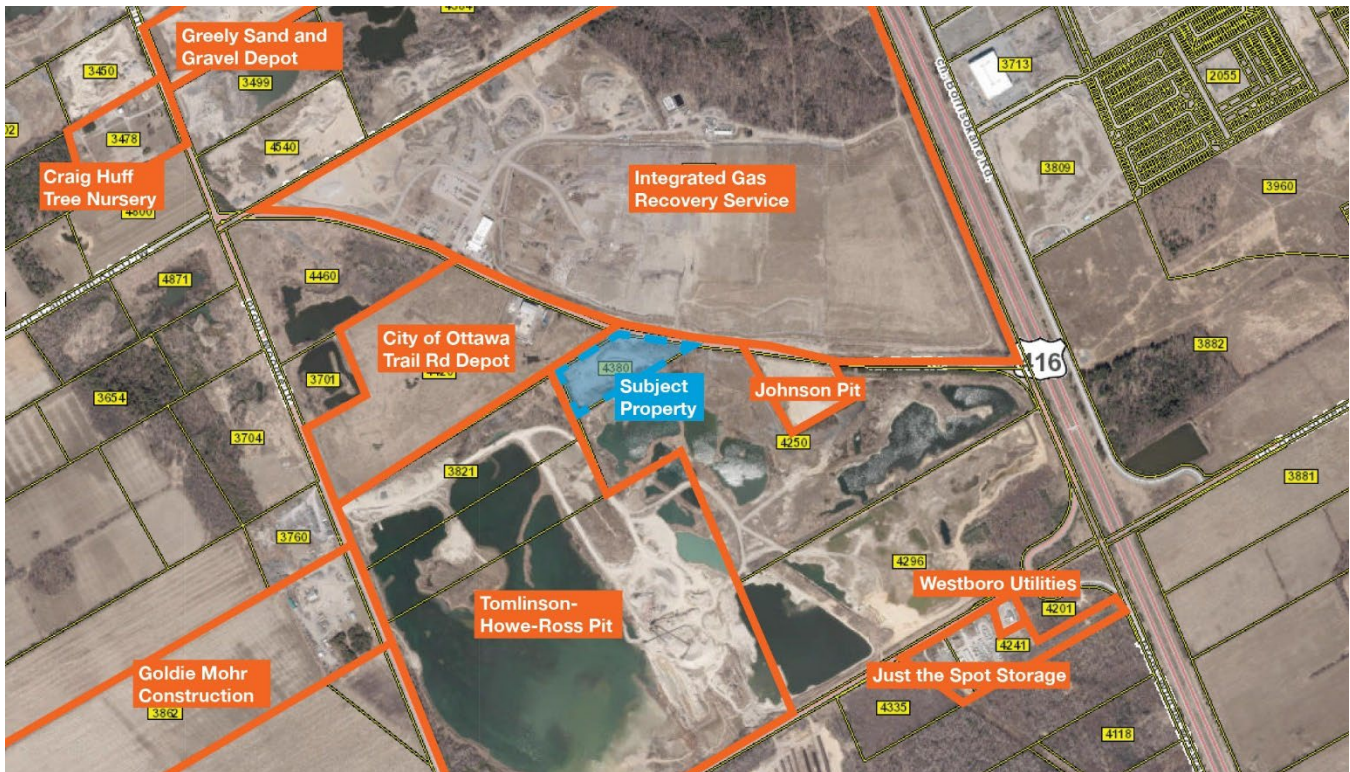 4384
Greely Sand and
Gravel Depot
3450
3499
3713
2055
3478
4540
Craig Huff
Tree Nursery
4800
Integrated Gas
Recovery Service
3809
3960
4871
4460
City of Ottawa
Trail Rd Depot
3701
4380
Subject
Property
Johnson Pit
416
3882
3654
3704
4250
3821
3881
3760
4296
Westboro Utilities
4201
Tomlinson-
Howe-Ross Pit
4241
Just the Spot Storage
Goldie Mohr
Construction
3862
4335
4118